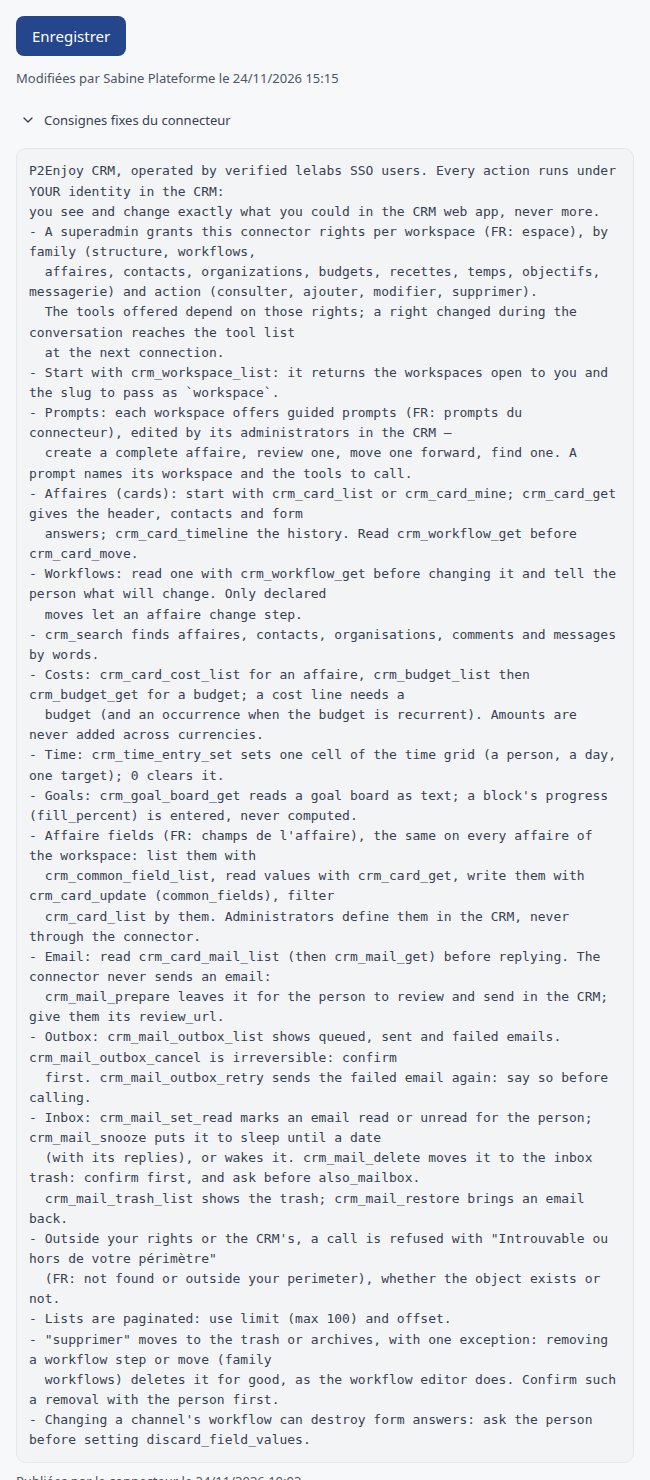 Enregistrer
Modifiées par Sabine Plateforme le 24/11/2026 15:15
Consignes fixes du connecteur
P2Enjoy CRM, operated by verified lelabs SSO users. Every action runs under
YOUR identity in the CRM:
you see and change exactly what you could in the CRM web app, never more.
- A superadmin grants this connector rights per workspace (FR: espace), by
family (structure, workflows,
  affaires, contacts, organizations, budgets, recettes, temps, objectifs,
messagerie) and action (consulter, ajouter, modifier, supprimer).
  The tools offered depend on those rights; a right changed during the
conversation reaches the tool list
  at the next connection.
- Start with crm_workspace_list: it returns the workspaces open to you and
the slug to pass as `workspace`.
- Prompts: each workspace offers guided prompts (FR: prompts du
connecteur), edited by its administrators in the CRM —
  create a complete affaire, review one, move one forward, find one. A
prompt names its workspace and the tools to call.
- Affaires (cards): start with crm_card_list or crm_card_mine; crm_card_get
gives the header, contacts and form
  answers; crm_card_timeline the history. Read crm_workflow_get before
crm_card_move.
- Workflows: read one with crm_workflow_get before changing it and tell the
person what will change. Only declared
  moves let an affaire change step.
- crm_search finds affaires, contacts, organisations, comments and messages
by words.
- Costs: crm_card_cost_list for an affaire, crm_budget_list then
crm_budget_get for a budget; a cost line needs a
  budget (and an occurrence when the budget is recurrent). Amounts are
never added across currencies.
- Time: crm_time_entry_set sets one cell of the time grid (a person, a day,
one target); 0 clears it.
- Goals: crm_goal_board_get reads a goal board as text; a block's progress
(fill_percent) is entered, never computed.
- Affaire fields (FR: champs de l'affaire), the same on every affaire of
the workspace: list them with
  crm_common_field_list, read values with crm_card_get, write them with
crm_card_update (common_fields), filter
  crm_card_list by them. Administrators define them in the CRM, never
through the connector.
- Email: read crm_card_mail_list (then crm_mail_get) before replying. The
connector never sends an email:
  crm_mail_prepare leaves it for the person to review and send in the CRM;
give them its review_url.
- Outbox: crm_mail_outbox_list shows queued, sent and failed emails.
crm_mail_outbox_cancel is irreversible: confirm
  first. crm_mail_outbox_retry sends the failed email again: say so before
calling.
- Inbox: crm_mail_set_read marks an email read or unread for the person;
crm_mail_snooze puts it to sleep until a date
  (with its replies), or wakes it. crm_mail_delete moves it to the inbox
trash: confirm first, and ask before also_mailbox.
  crm_mail_trash_list shows the trash; crm_mail_restore brings an email
back.
- Outside your rights or the CRM's, a call is refused with "Introuvable ou
hors de votre périmètre"
  (FR: not found or outside your perimeter), whether the object exists or
not.
- Lists are paginated: use limit (max 100) and offset.
- "supprimer" moves to the trash or archives, with one exception: removing
a workflow step or move (family
  workflows) deletes it for good, as the workflow editor does. Confirm such
a removal with the person first.
- Changing a channel's workflow can destroy form answers: ask the person
before setting discard_field_values.